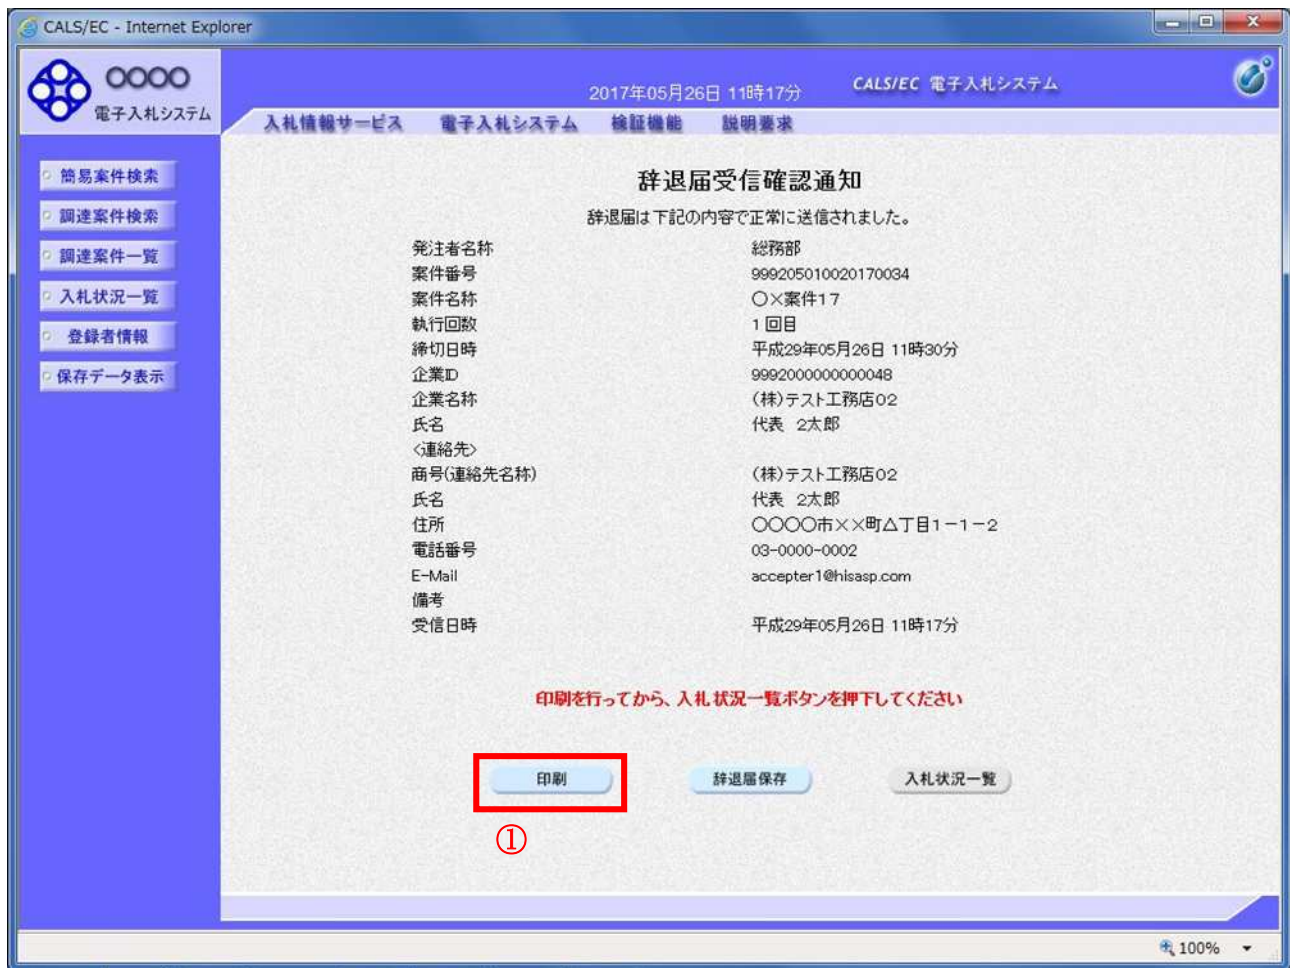 CALS/EC - Internet Explorer
○○○○
電子入札システム
2017年05月26日 11時17分
CALS/EC 電子入札システム
入札情報サービス 電子入札システム 検証機能 説明要求
簡易案件検索
調達案件検索
調達案件一覧
入札状況一覧
登録者情報
保存データ表示
辞退届受信確認通知
辞退届は下記の内容で正常に送信されました。
発注者名称 総務部
案件番号 999205010020170034
案件名称 ○×案件17
執行回数 1回目
締切日時 平成29年05月26日 11時30分
企業ID 9992000000000048
企業名称 (株)テスト工務店02
氏名 代表 2太郎
<連絡先>
商号(連絡先名称) (株)テスト工務店02
氏名 代表 2太郎
住所 ○○○○市××町△丁目1-1-2
電話番号 03-0000-0002
E-Mail accepter1@hisasp.com
備考
受信日時 平成29年05月26日 11時17分
印刷を行ってから、入札状況一覧ボタンを押下してください
印刷 辞退届保存 入札状況一覧
①
100%